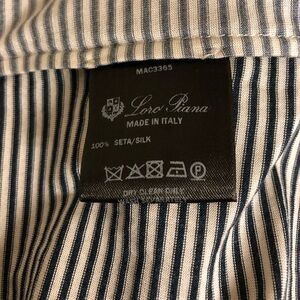 MAC3365
Loro Piana
MADE IN ITALY
100% SETA/SILK
DRY CLEAN ONLY